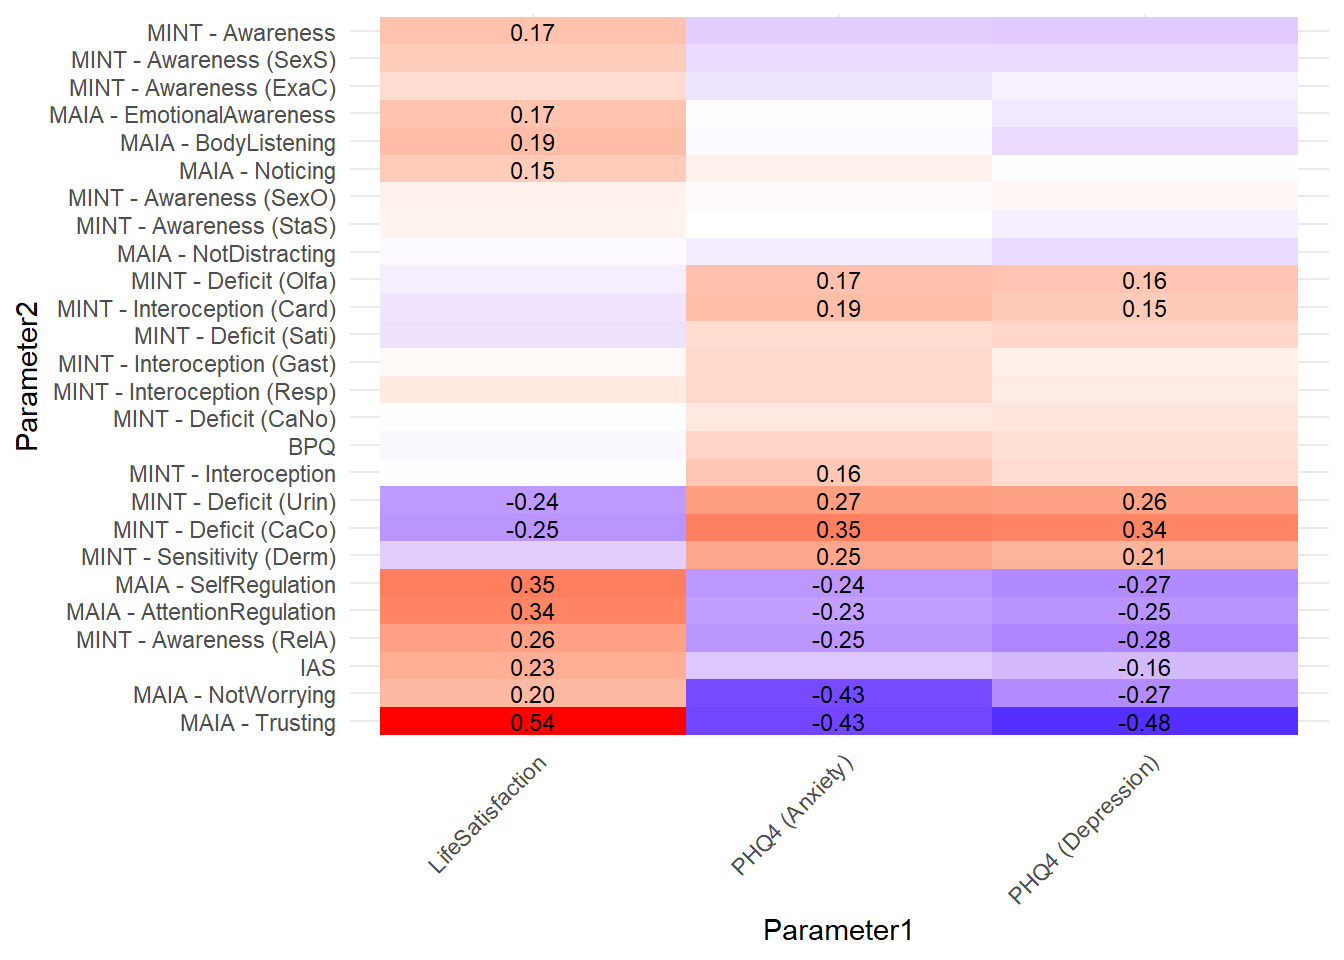 MINT - Awareness 0.17
MINT - Awareness (SexS)
MINT - Awareness (ExaC)
MAIA - EmotionalAwareness 0.17
MAIA - BodyListening 0.19
MAIA - Noticing 0.15
MINT - Awareness (SexO)
MINT - Awareness (StaS)
MAIA - NotDistracting
MINT - Deficit (Olfa) 0.17 0.16
MINT - Interoception (Card) 0.19 0.15
MINT - Deficit (Sati)
MINT - Interoception (Gast)
MINT - Interoception (Resp)
MINT - Deficit (CaNo)
BPQ
MINT - Interoception 0.16
MINT - Deficit (Urin) -0.24 0.27 0.26
MINT - Deficit (CaCo) -0.25 0.35 0.34
MINT - Sensitivity (Derm) 0.25 0.21
MAIA - SelfRegulation 0.35 -0.24 -0.27
MAIA - AttentionRegulation 0.34 -0.23 -0.25
MINT - Awareness (RelA) 0.26 -0.25 -0.28
IAS 0.23 -0.16
MAIA - NotWorrying 0.20 -0.43 -0.27
MAIA - Trusting 0.54 -0.43 -0.48
Parameter2
LifeSatisfaction
PHQ4 (Anxiety)
PHQ4 (Depression)
Parameter1